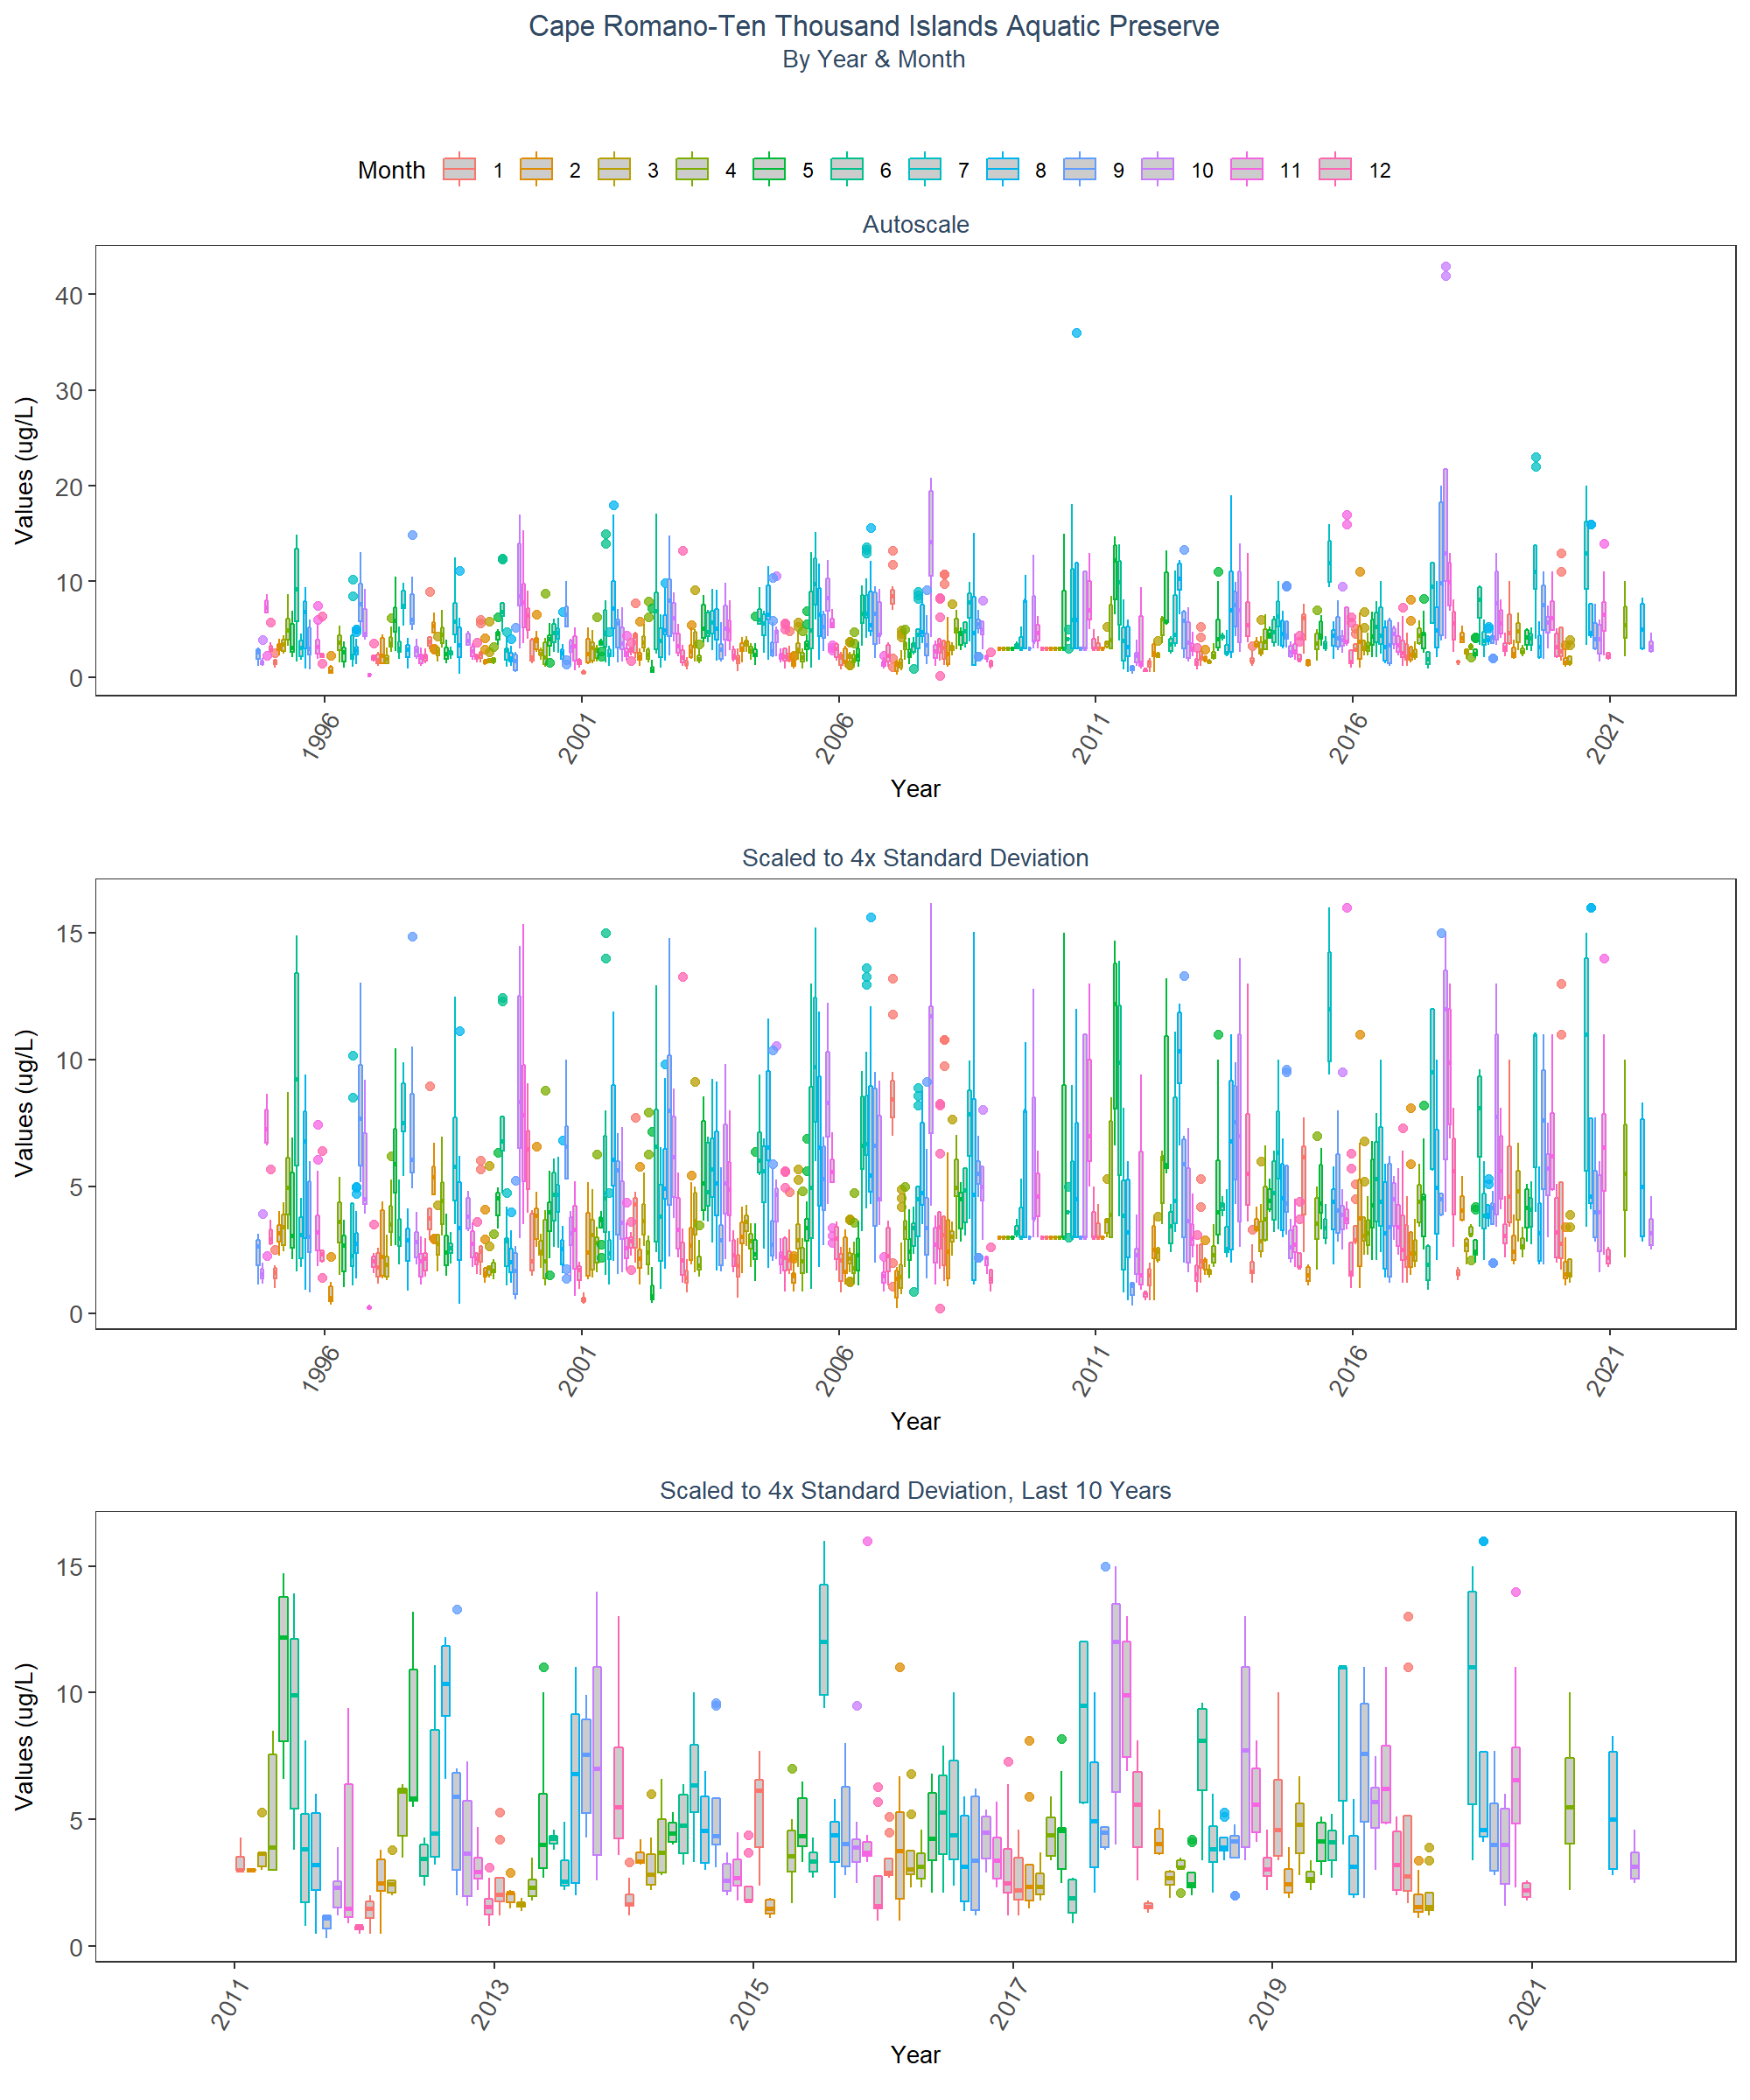 Cape Romano-Ten Thousand Islands Aquatic Preserve
By Year & Month
Month 1 2 3 4 5 6 7 8 9 10 11 12
Autoscale
Values (ug/L)
40
30
20
10
0
1996 2001 2006 2011 2016 2021
Year
Scaled to 4x Standard Deviation
Values (ug/L)
15
10
5
0
1996 2001 2006 2011 2016 2021
Year
Scaled to 4x Standard Deviation, Last 10 Years
Values (ug/L)
15
10
5
0
2011 2013 2015 2017 2019 2021
Year